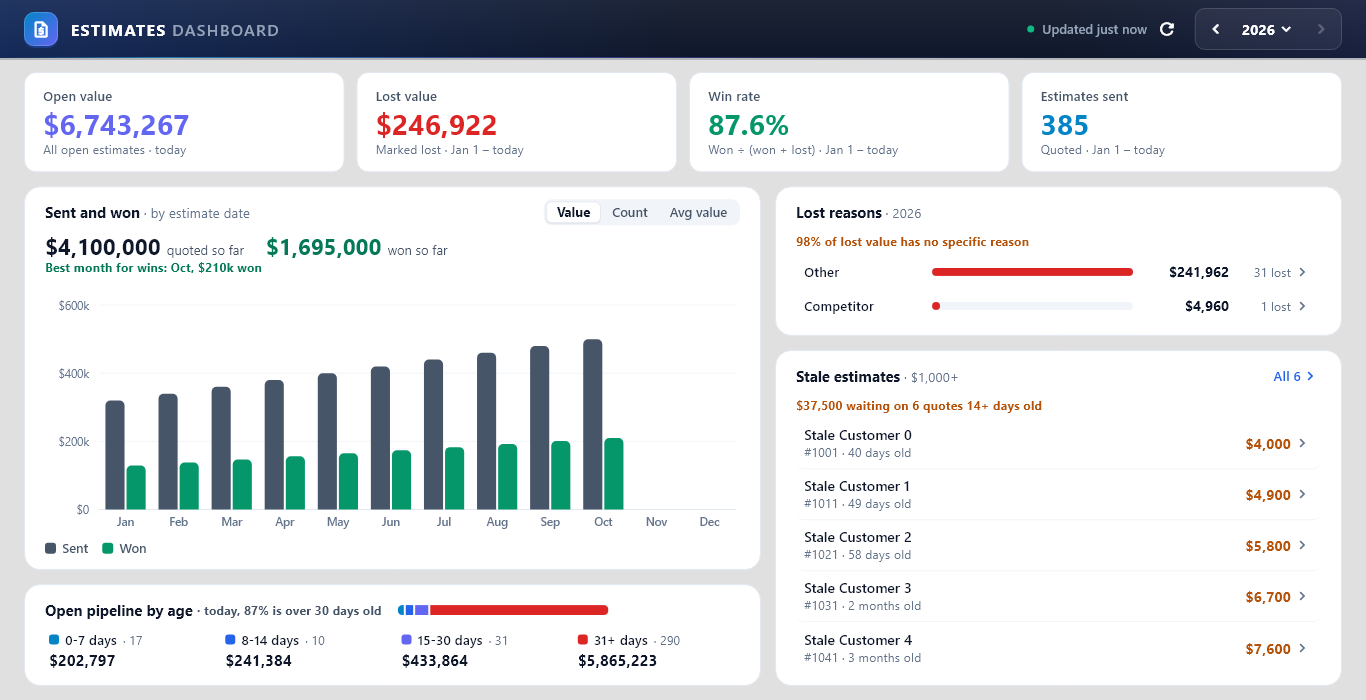 ESTIMATES DASHBOARD
Updated just now
2026
Open value
$6,743,267
All open estimates · today
Lost value
$246,922
Marked lost · Jan 1 – today
Win rate
87.6%
Won ÷ (won + lost) · Jan 1 – today
Estimates sent
385
Quoted · Jan 1 – today
Sent and won · by estimate date
Value Count Avg value
$4,100,000 quoted so far $1,695,000 won so far
Best month for wins: Oct, $210k won
$600k
$400k
$200k
$0
Jan Feb Mar Apr May Jun Jul Aug Sep Oct Nov Dec
Sent Won
Open pipeline by age · today, 87% is over 30 days old
0-7 days · 17
$202,797
8-14 days · 10
$241,384
15-30 days · 31
$433,864
31+ days · 290
$5,865,223
Lost reasons · 2026
98% of lost value has no specific reason
Other $241,962 31 lost
Competitor $4,960 1 lost
Stale estimates · $1,000+
All 6
$37,500 waiting on 6 quotes 14+ days old
Stale Customer 0
#1001 · 40 days old
$4,000
Stale Customer 1
#1011 · 49 days old
$4,900
Stale Customer 2
#1021 · 58 days old
$5,800
Stale Customer 3
#1031 · 2 months old
$6,700
Stale Customer 4
#1041 · 3 months old
$7,600